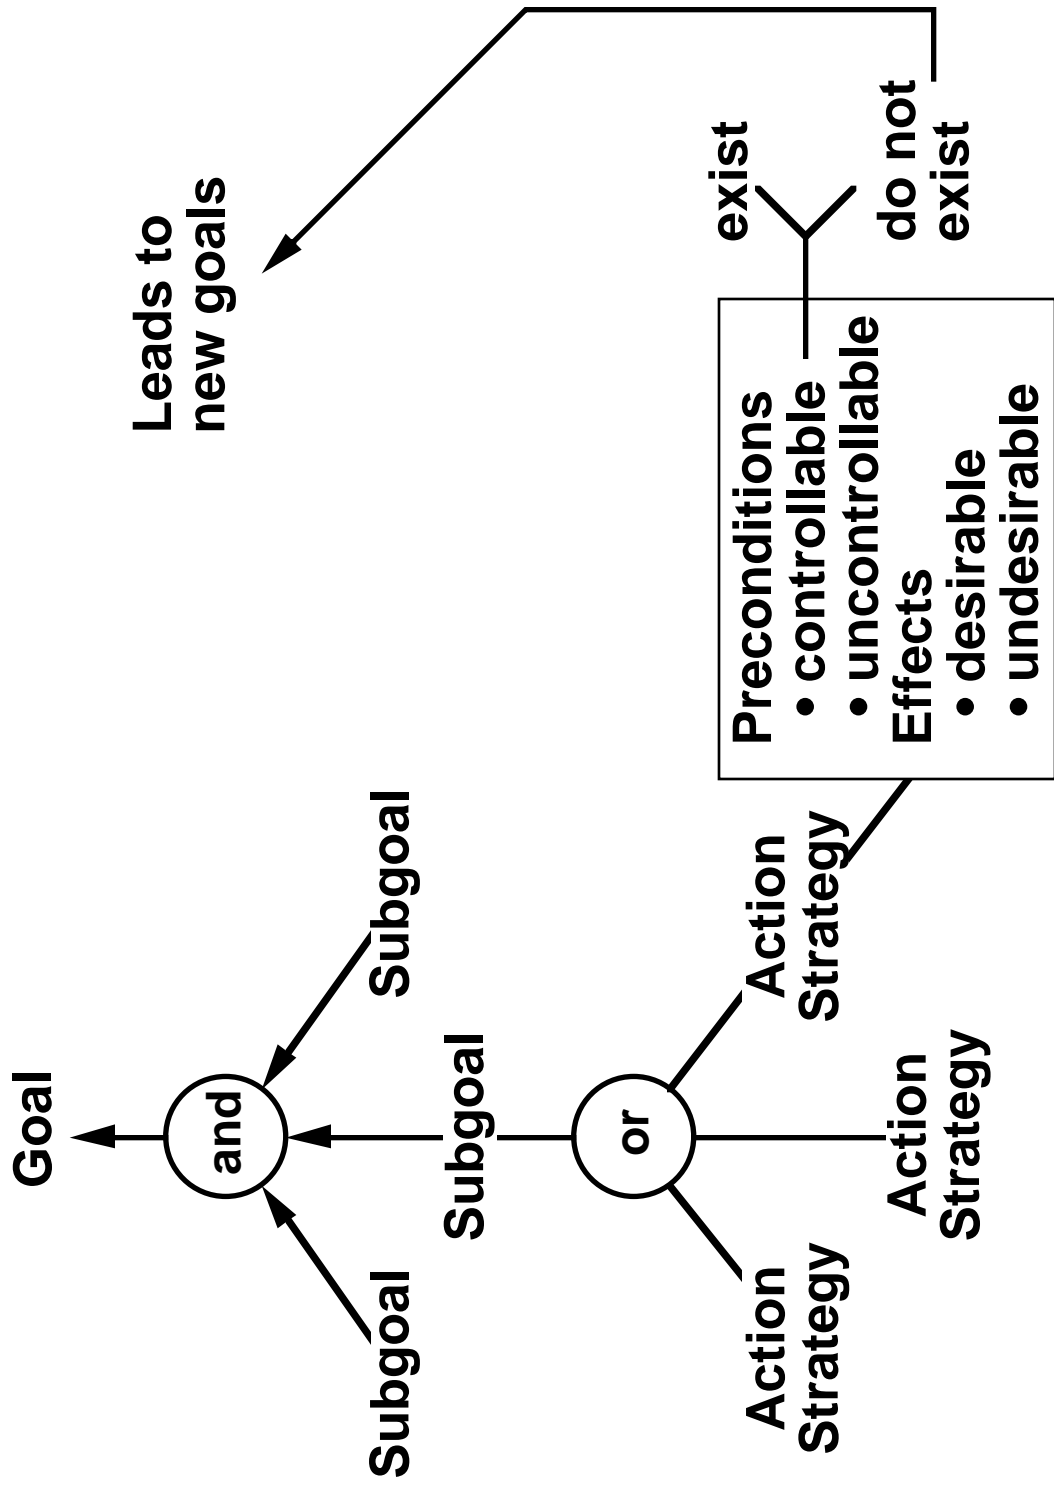 Goal
and
Subgoal
Subgoal
Subgoal
or
Action
Strategy
Action
Strategy
Action
Strategy
Preconditions
• controllable
• uncontrollable
Effects
• desirable
• undesirable
exist
do not
exist
Leads to
new goals